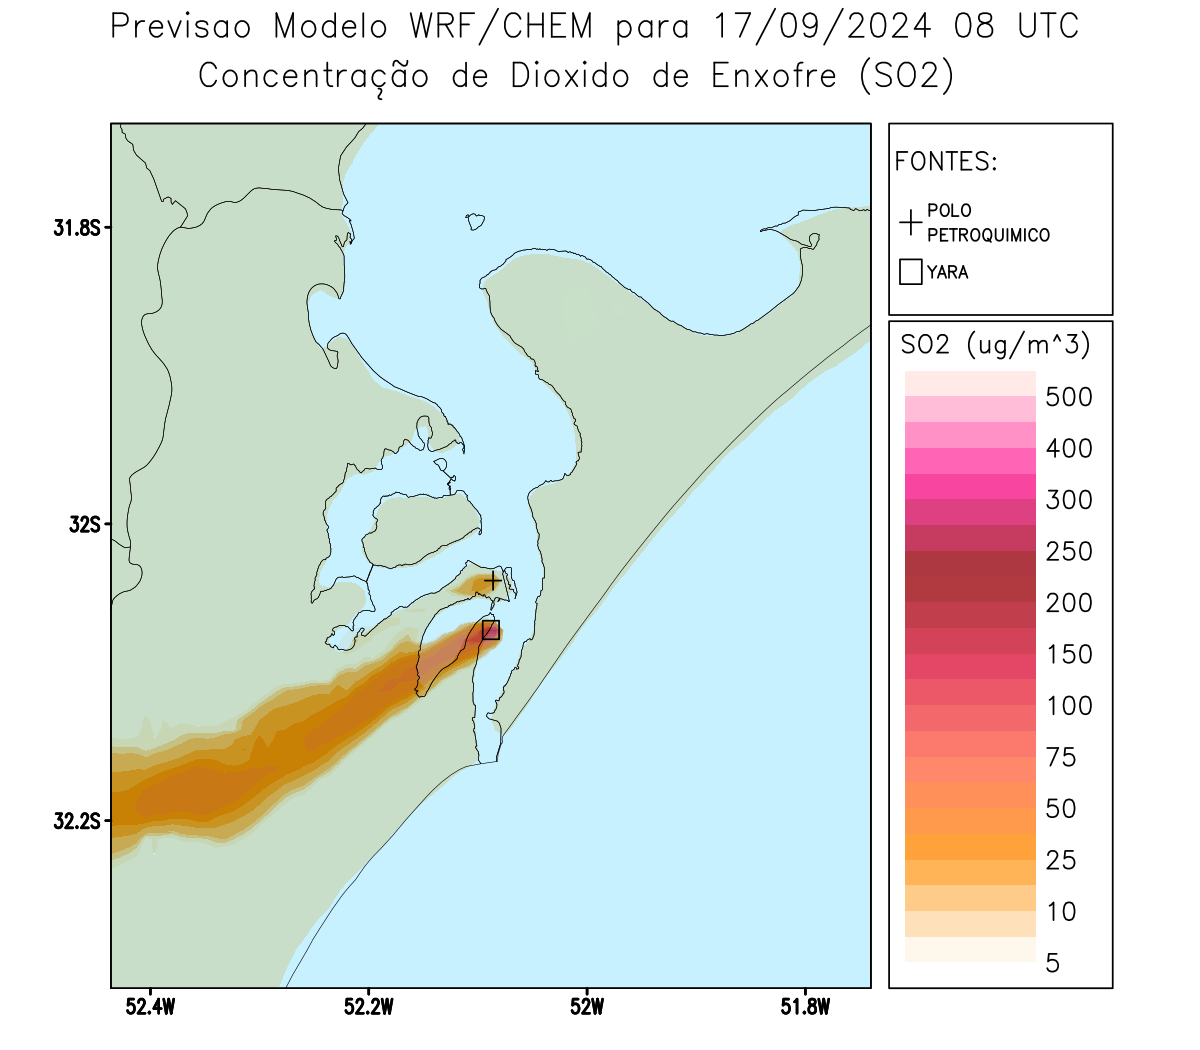 Previsao Modelo WRF/CHEM para 17/09/2024 08 UTC
Concentração de Dioxido de Enxofre (SO2)
FONTES:
POLO
PETROQUIMICO
YARA
SO2 (ug/m^3)
500
400
300
250
200
150
100
75
50
25
10
5
31.8S
32S
32.2S
52.4W
52.2W
52W
51.8W